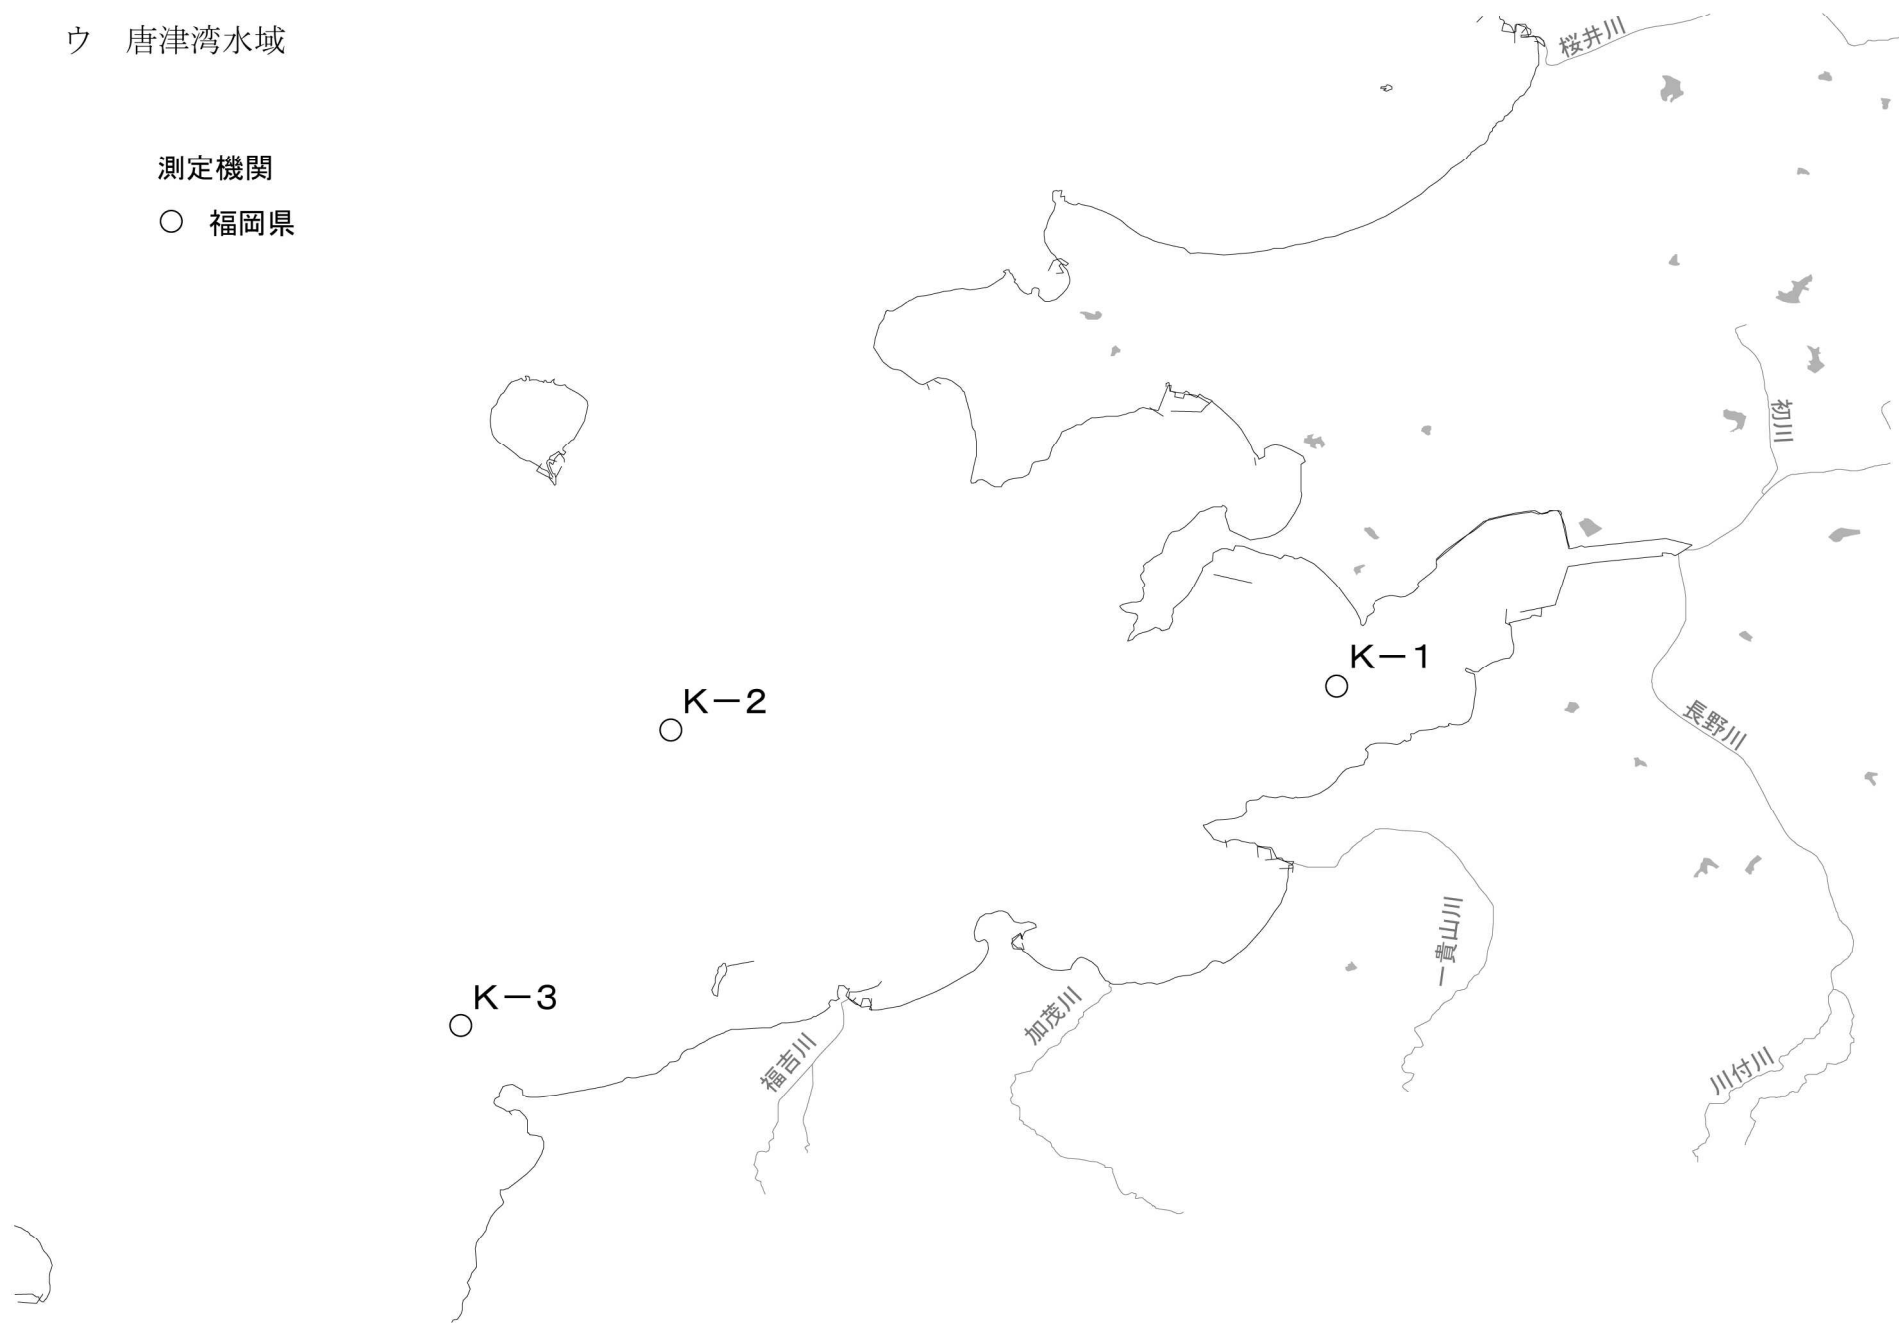 ウ 唐津湾水域
桜井川
測定機関
○ 福岡県
初川
K-1
K-2
長野川
一貴山川
K-3
加茂川
福吉川
川付川